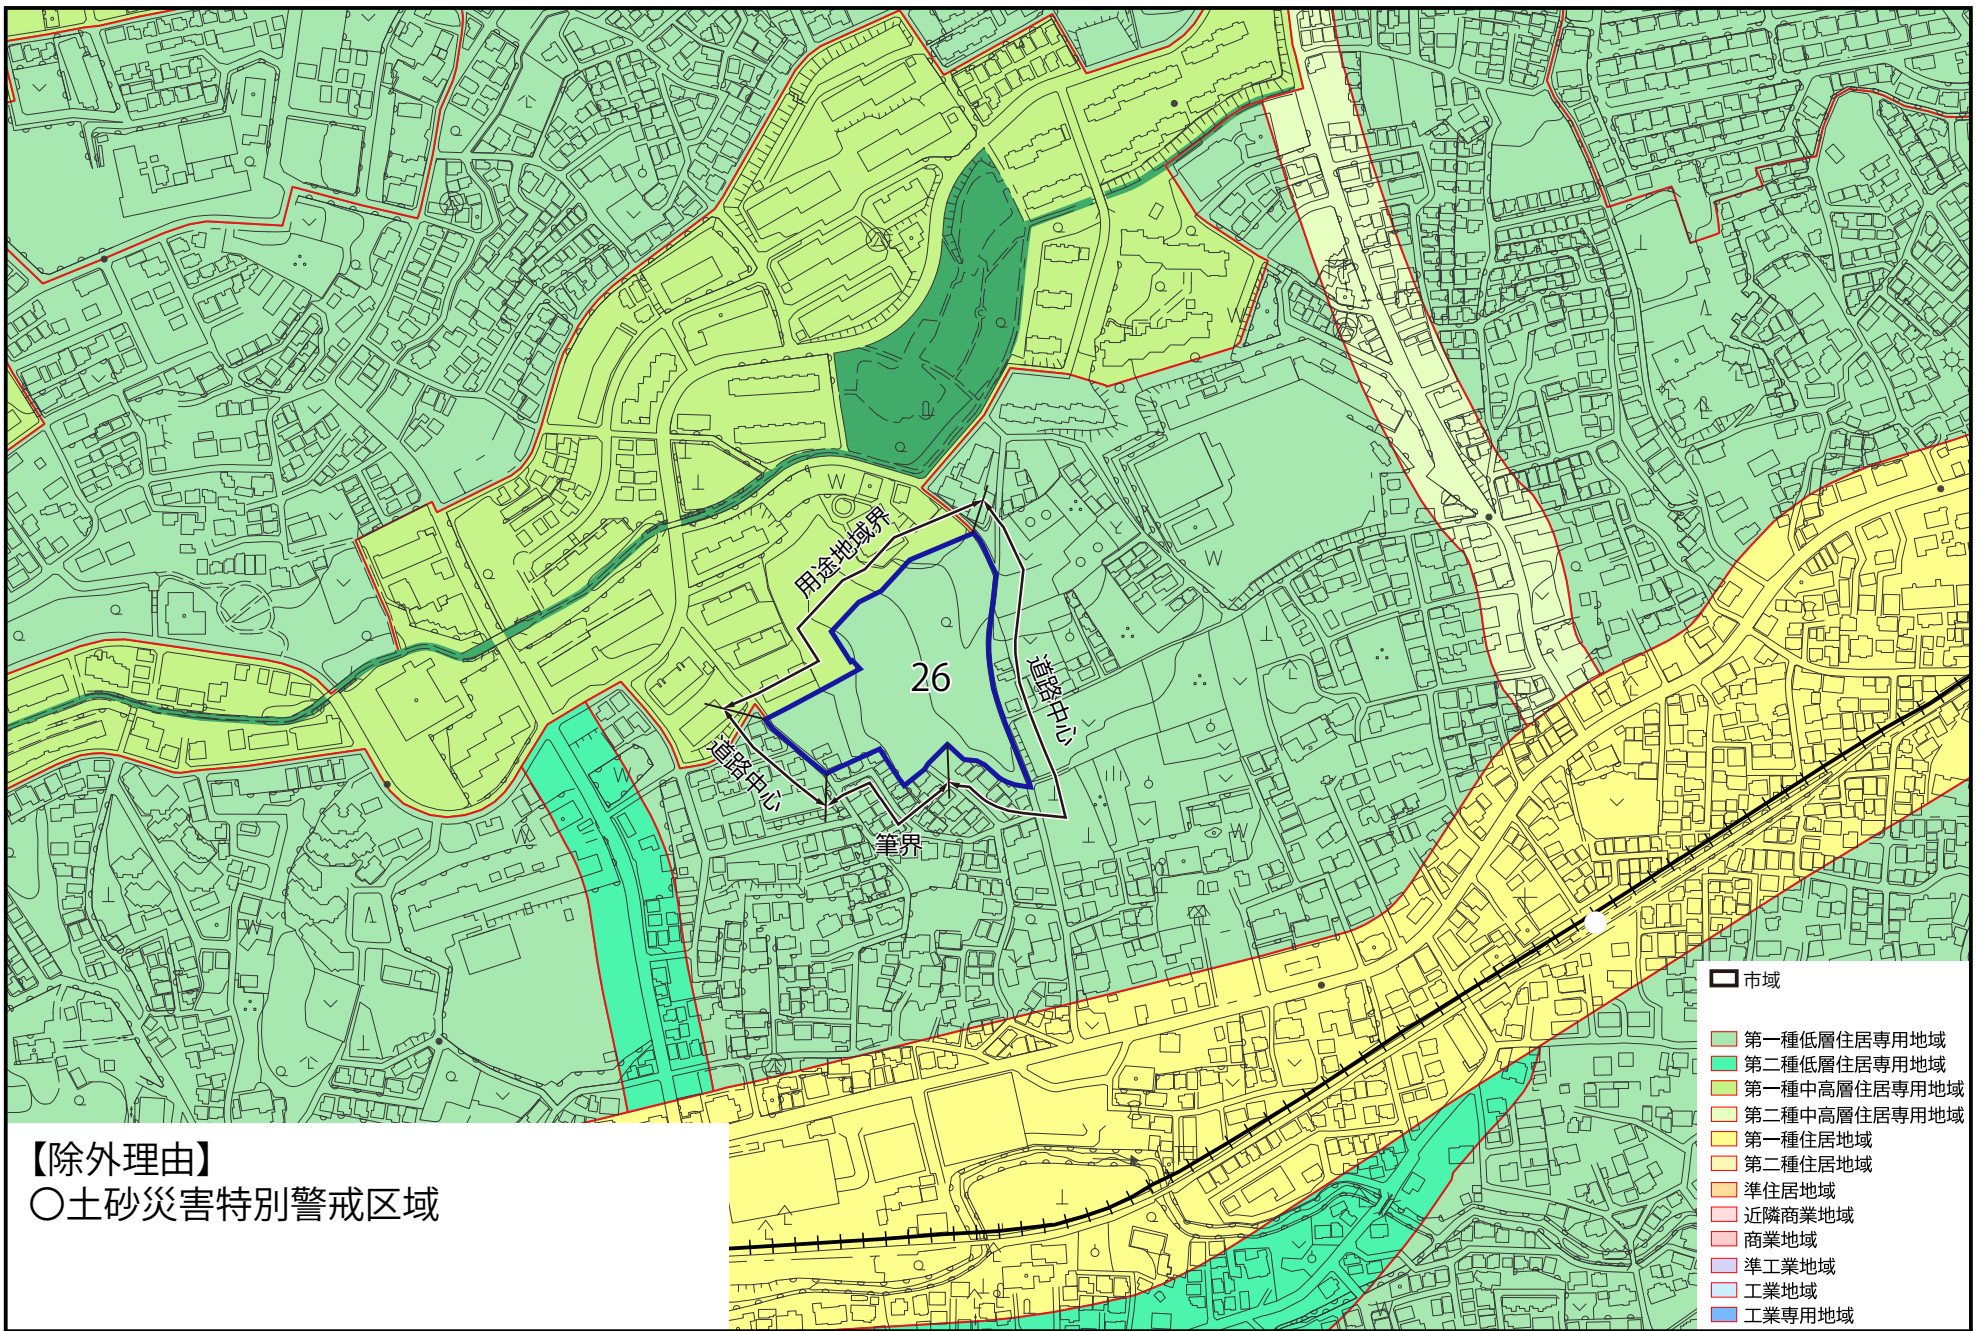 用途地域界
26
道路中心
道路中心
筆界
市域
第一種低層住居専用地域
第二種低層住居専用地域
第一種中高層住居専用地域
第二種中高層住居専用地域
第一種住居地域
第二種住居地域
準住居地域
近隣商業地域
商業地域
準工業地域
工業地域
工業専用地域
【除外理由】
〇土砂災害特別警戒区域